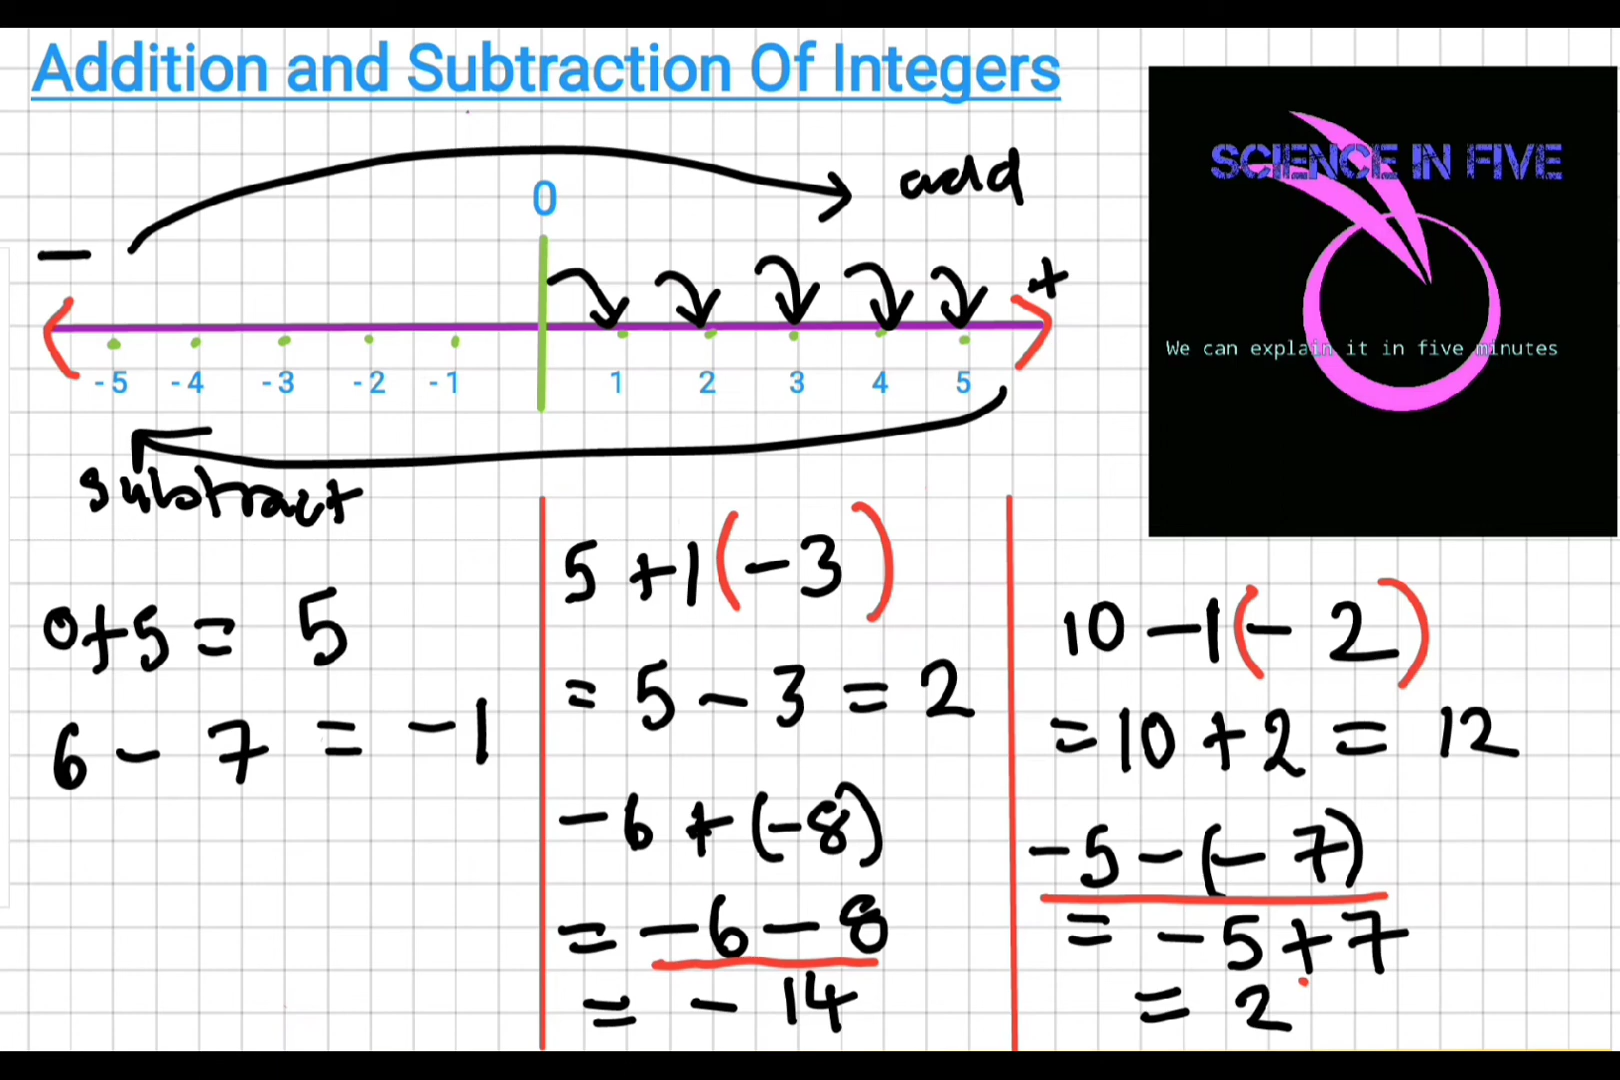 Addition and Subtraction Of Integers
SCIENCE IN FIVE
We can explain it in five minutes
add
0
- +
-5 -4 -3 -2 -1 1 2 3 4 5
subtract
0+5 = 5
6 - 7 = -1
5 +1(-3)
= 5 - 3 = 2
-6 + (-8)
= -6 - 8
= - 14
10 -1(- 2)
= 10 + 2 = 12
-5 - (- 7)
= -5 + 7
= 2